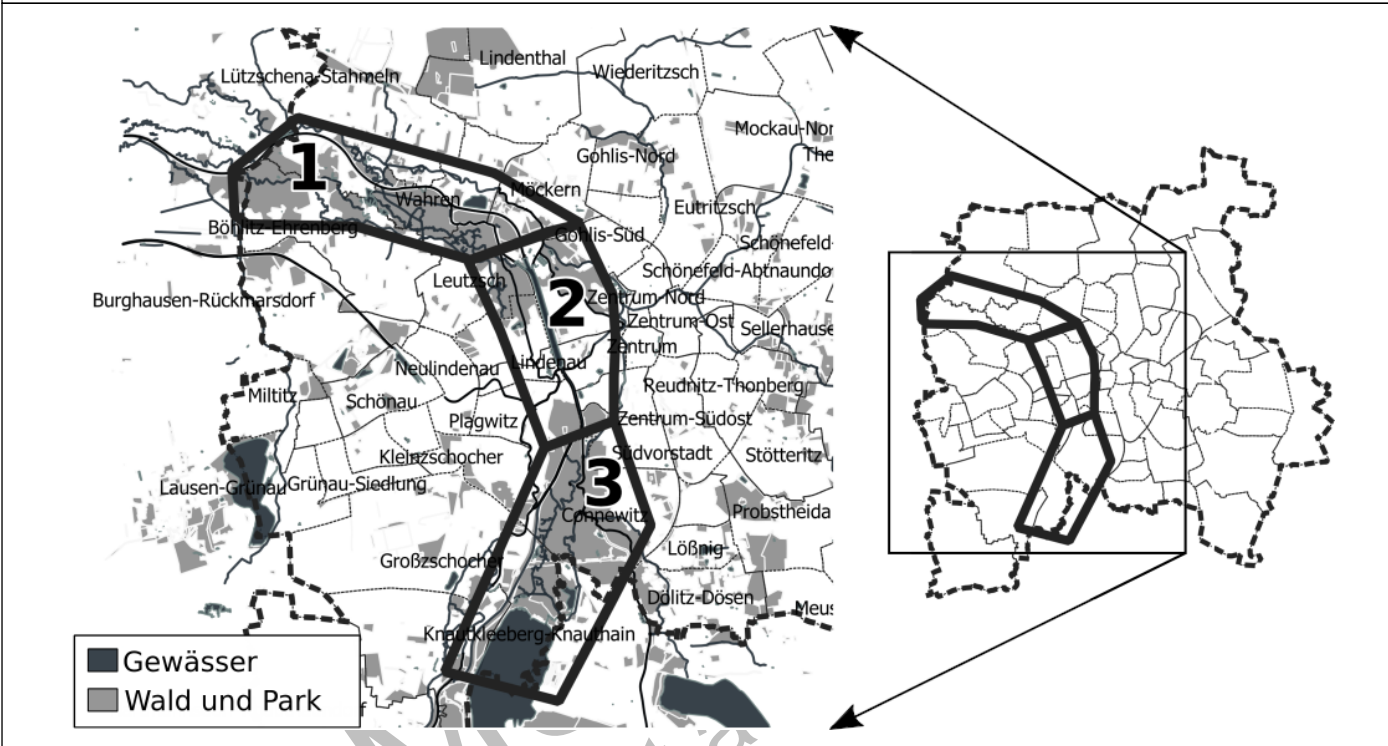 Lindenthal
Lützschena-Stahmeln
Wiederitzsch
Mockau-Nor
The
Gohlis-Nord
1
Möckern
Wahren
Eutritzsch
Böhlitz-Ehrenberg
Gohlis-Süd
Schönefeld-
Leutzsch
Schönefeld-Abtnaundo
Burghausen-Rückmarsdorf
2
Zentrum-Nord
Zentrum-Ost
Sellerhause
Zentrum
Neulindenau
Lindenau
Reudnitz-Thonberg
Miltitz
Schönau
Plagwitz
Zentrum-Südost
Kleinzschocher
Südvorstadt
Stötteritz
Lausen-Grünau
Grünau-Siedlung
3
Connewitz
Probstheida
Großzschocher
Lößnig
Dölitz-Dösen
Meus
Knautkleeberg-Knauthain
Gewässer
Wald und Park